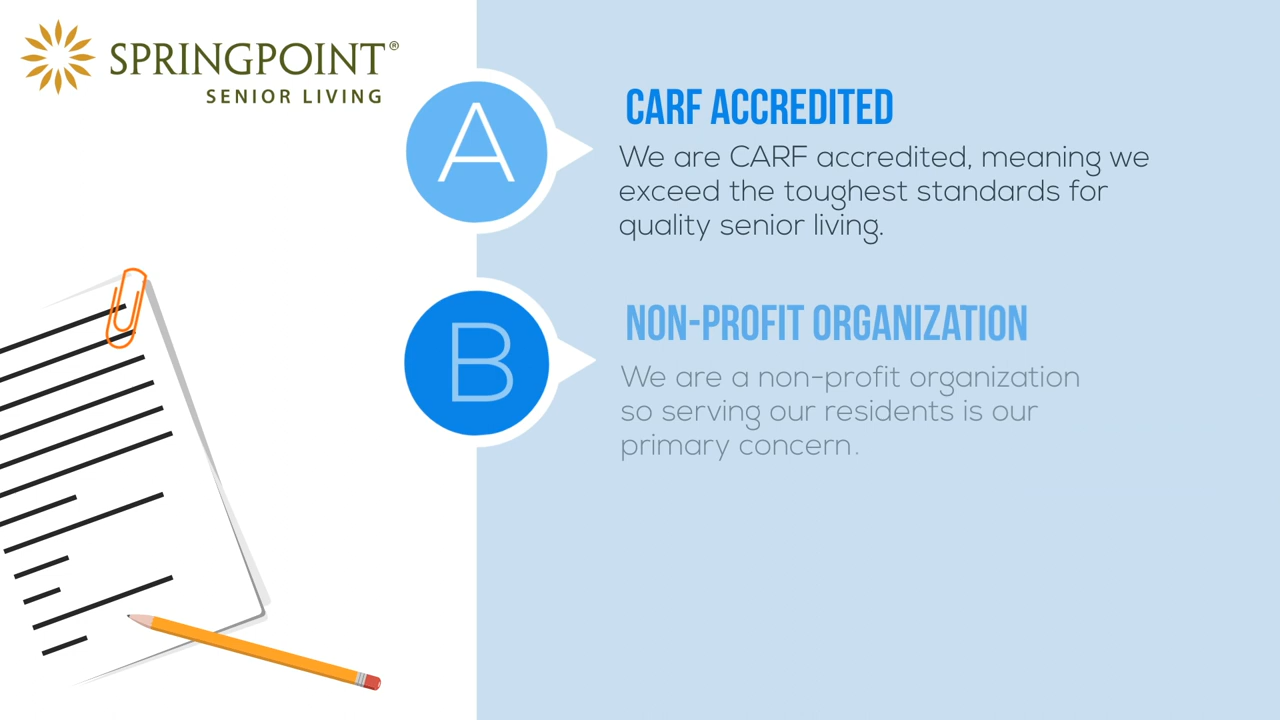 SPRINGPOINT®
SENIOR LIVING
A
CARF ACCREDITED
We are CARF accredited, meaning we
exceed the toughest standards for
quality senior living.
B
NON-PROFIT ORGANIZATION
We are a non-profit organization
so serving our residents is our
primary concern.